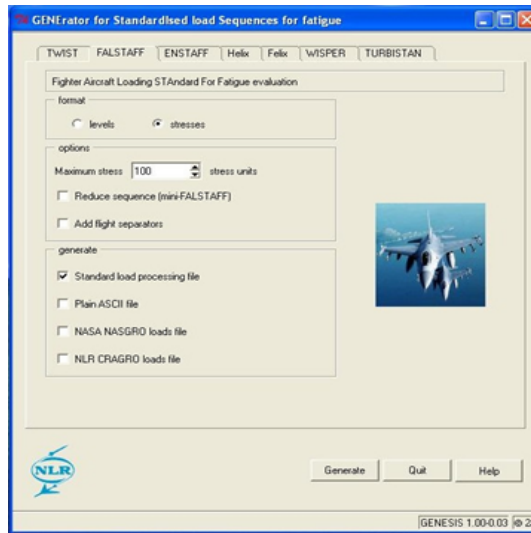 GENErator for Standardised load Sequences for fatigue
TWIST FALSTAFF ENSTAFF Helix Felix WISPER TURBISTAN
Fighter Aircraft Loading STAndard For Fatigue evaluation
format
levels stresses
options
Maximum stress 100 stress units
Reduce sequence (mini-FALSTAFF)
Add flight separators
generate
Standard load processing file
Plain ASCII file
NASA NASGRO loads file
NLR CRAGRO loads file
NLR
Generate Quit Help
GENESIS 1.00-0.03